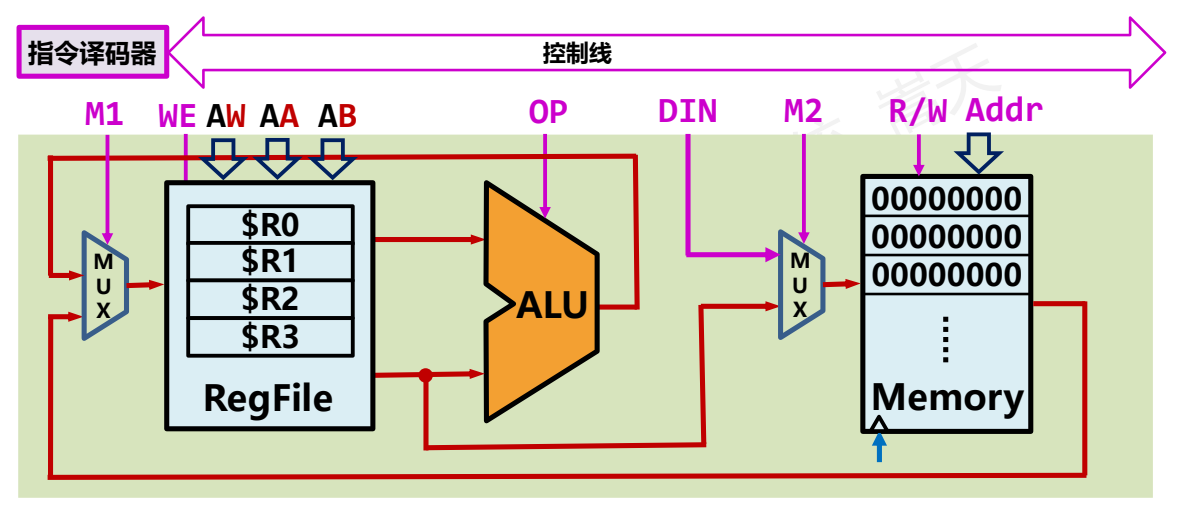 指令译码器
控制线
M1 WE AW AA AB OP DIN M2 R/W Addr
MUX
$R0
$R1
$R2
$R3
RegFile
ALU
MUX
00000000
00000000
00000000
Memory